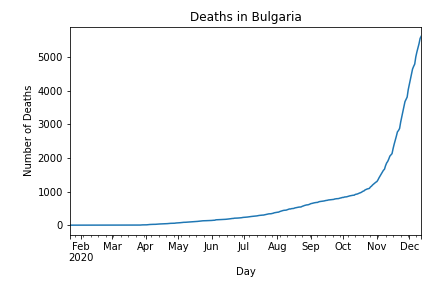 Deaths in Bulgaria
Number of Deaths
5000
4000
3000
2000
1000
0
Feb Mar Apr May Jun Jul Aug Sep Oct Nov Dec
2020
Day